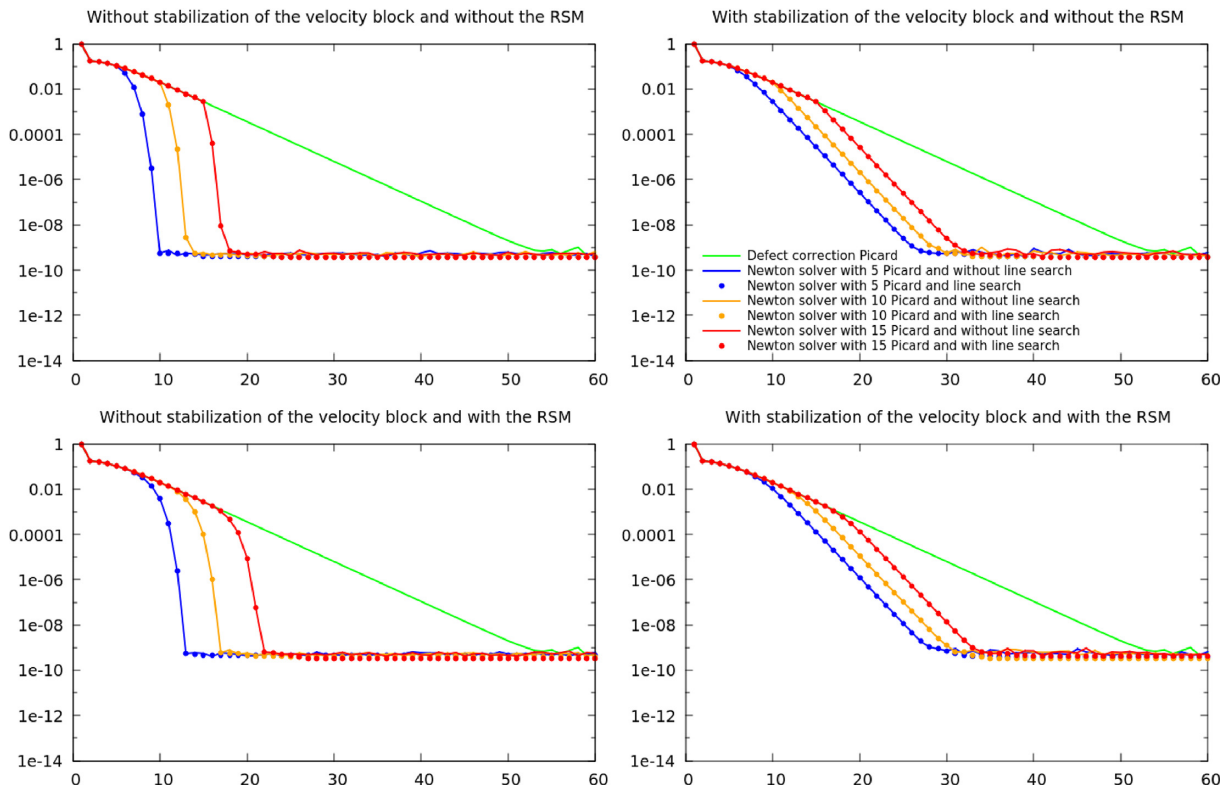 Without stabilization of the velocity block and without the RSM
With stabilization of the velocity block and without the RSM
1
0.01
0.0001
1e-06
1e-08
1e-10
1e-12
1e-14
0
10
20
30
40
50
60
1
0.01
0.0001
1e-06
1e-08
1e-10
1e-12
1e-14
0
10
20
30
40
50
60
Defect correction Picard
Newton solver with 5 Picard and without line search
Newton solver with 5 Picard and line search
Newton solver with 10 Picard and without line search
Newton solver with 10 Picard and with line search
Newton solver with 15 Picard and without line search
Newton solver with 15 Picard and with line search
Without stabilization of the velocity block and with the RSM
With stabilization of the velocity block and with the RSM
1
0.01
0.0001
1e-06
1e-08
1e-10
1e-12
1e-14
0
10
20
30
40
50
60
1
0.01
0.0001
1e-06
1e-08
1e-10
1e-12
1e-14
0
10
20
30
40
50
60